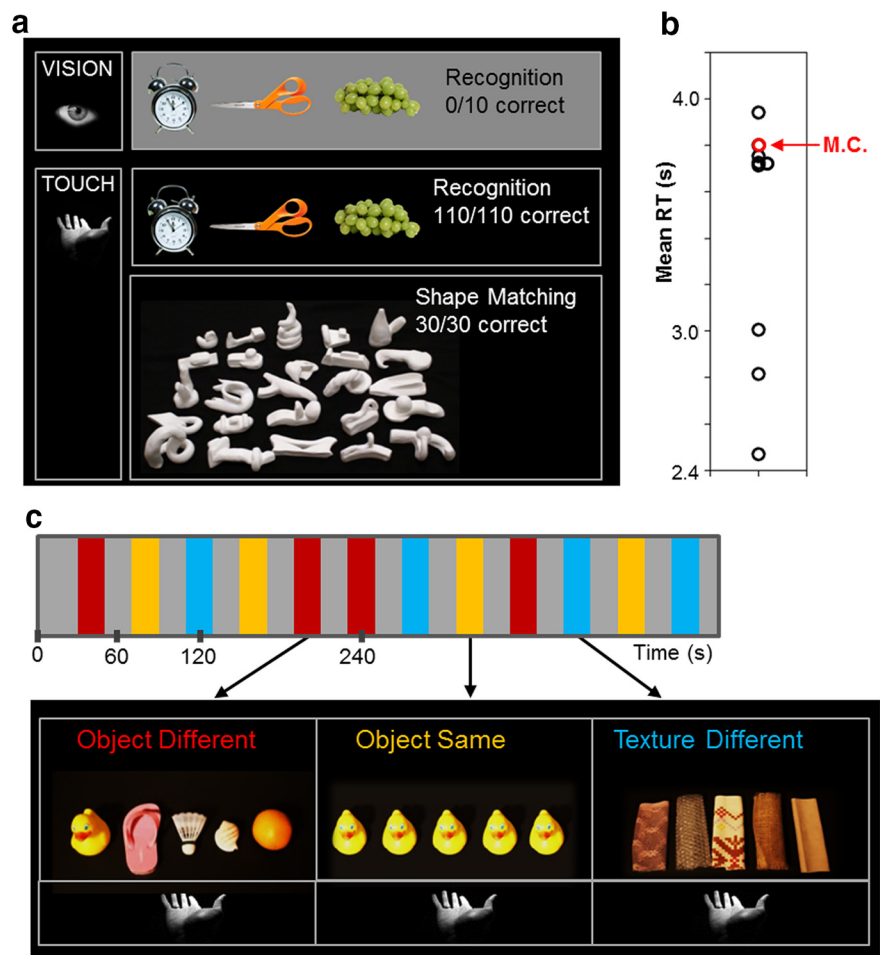 a
VISION
Recognition
0/10 correct
TOUCH
Recognition
110/110 correct
Shape Matching
30/30 correct
b
4.0
M.C.
Mean RT (s)
3.0
2.4
c
0
60
120
240
Time (s)
Object Different
Object Same
Texture Different